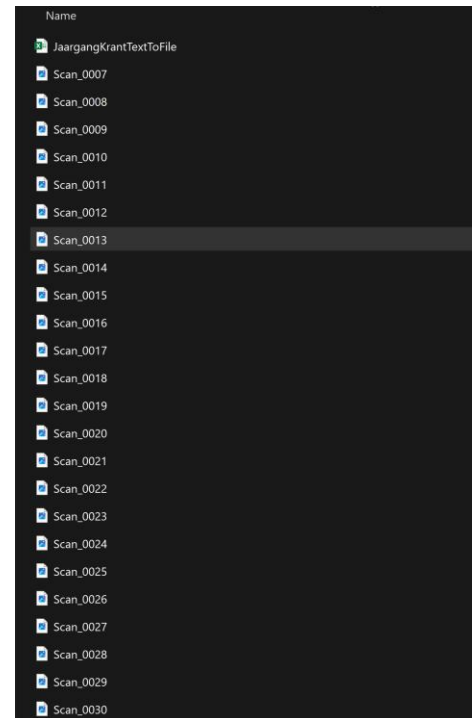 Name
JaargangKrantTextToFile
Scan_0007
Scan_0008
Scan_0009
Scan_0010
Scan_0011
Scan_0012
Scan_0013
Scan_0014
Scan_0015
Scan_0016
Scan_0017
Scan_0018
Scan_0019
Scan_0020
Scan_0021
Scan_0022
Scan_0023
Scan_0024
Scan_0025
Scan_0026
Scan_0027
Scan_0028
Scan_0029
Scan_0030